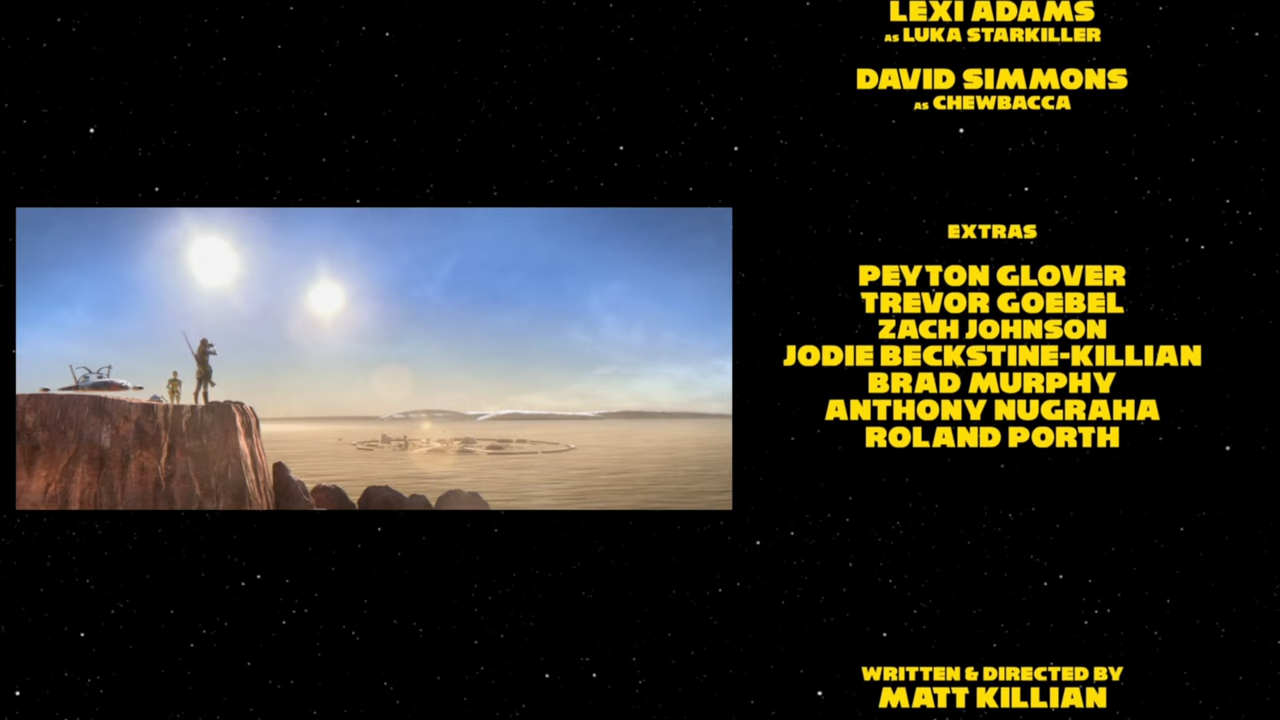 LEXI ADAMS
AS LUKA STARKILLER
DAVID SIMMONS
AS CHEWBACCA
EXTRAS
PEYTON GLOVER
TREVOR GOEBEL
ZACH JOHNSON
JODIE BECKSTINE-KILLIAN
BRAD MURPHY
ANTHONY NUGRAHA
ROLAND PORTH
WRITTEN & DIRECTED BY
MATT KILLIAN